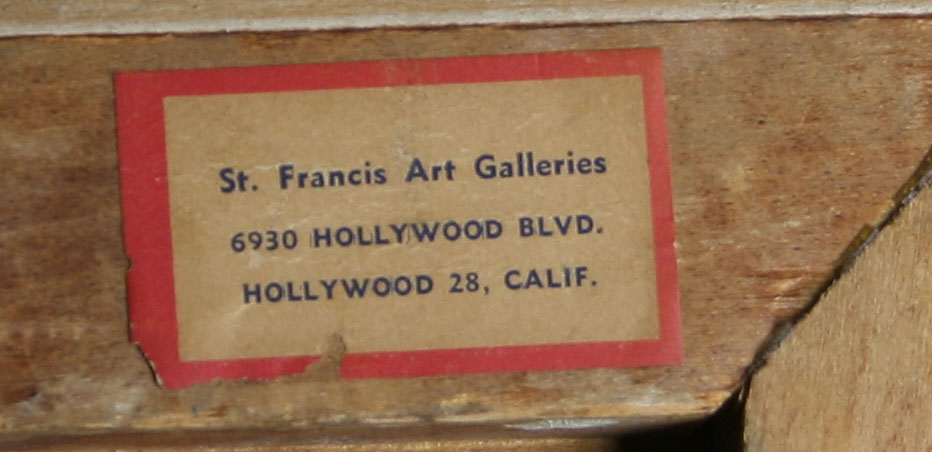 St. Francis Art Galleries
6930 HOLLYWOOD BLVD.
HOLLYWOOD 28, CALIF.